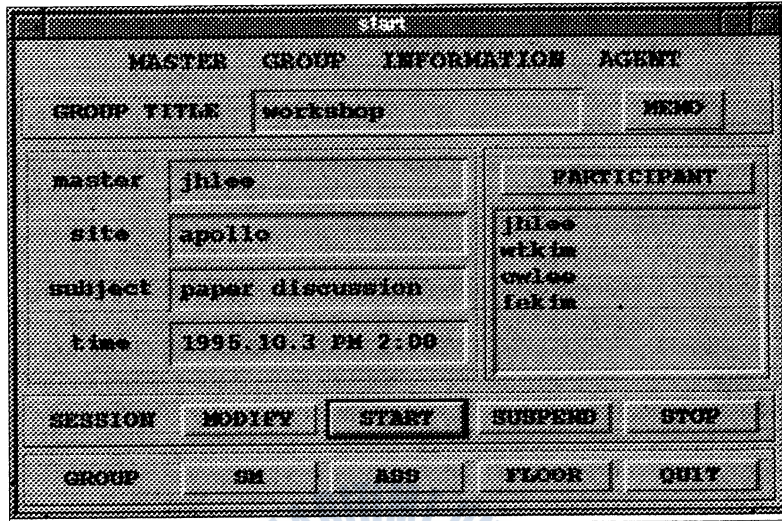 start
MASTER GROUP INFORMATION AGENT
GROUP TITLE workshop MEMO
master jhlee
site apollo
subject paper discussion
time 1995.10.3 PM 2:00
PARTICIPANT
jhlee
wtkim
owlee
SESSION MODIFY START SUSPEND STOP
GROUP SM ASS FLOOR QUIT